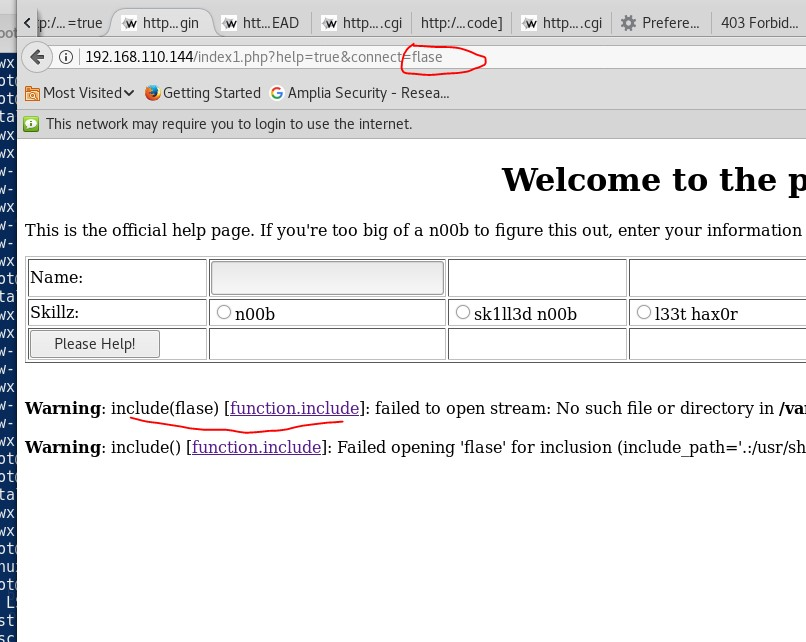 p:/...=true
http...gin
htt...EAD
http....cgi
http:/...code]
http....cgi
Prefere...
403 Forbid...
192.168.110.144/index1.php?help=true&connect=flase
Most Visited
Getting Started
Amplia Security - Resea...
This network may require you to login to use the internet.
Welcome to the p
This is the official help page. If you're too big of a n00b to figure this out, enter your information
Name:
Skillz:
n00b
sk1ll3d n00b
l33t hax0r
Please Help!
Warning: include(flase) [function.include]: failed to open stream: No such file or directory in /va
Warning: include() [function.include]: Failed opening 'flase' for inclusion (include_path='.:/usr/sh